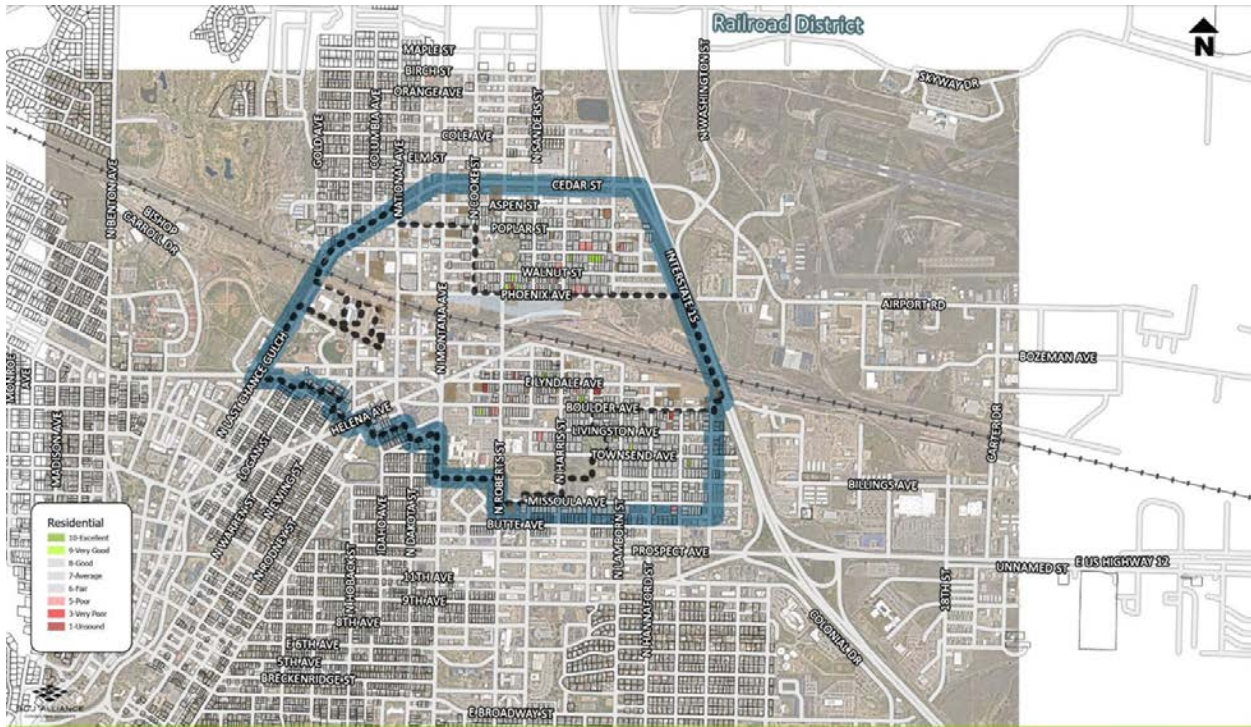 Railroad District
N
MAPLE ST
BIRCH ST
ORANGE AVE
N WASHINGTON ST
SKYWAY DR
GOLD AVE
COLUMBIA AVE
COLE AVE
N SANDERS ST
ELM ST
N BENTON AVE
NATIONAL AVE
N COOKE ST
CEDAR ST
ASPEN ST
BISHOP
CARROLL DR
POPLAR ST
WALNUT ST
INTERSTATE 15
PHOENIX AVE
AIRPORT RD
N MONTANA AVE
BOZEMAN AVE
N LAST CHANCE GULCH
E LYNDALE AVE
MONROE
AVE
MADISON AVE
HELENA AVE
BOULDER AVE
LIVINGSTON AVE
N HARRIS ST
TOWNSEND AVE
CARTER DR
LOGAN ST
N EWING ST
N ROBERTS ST
BILLINGS AVE
N WARREN ST
MISSOULA AVE
BUTTE AVE
IDAHO AVE
N DAKOTA ST
N RODNEY ST
N LAMBORN ST
PROSPECT AVE
E US HIGHWAY 12
UNNAMED ST
N HOBACK ST
11TH AVE
9TH AVE
N HANNAFORD ST
18TH ST
8TH AVE
COLONIAL DR
E 6TH AVE
5TH AVE
BRECKENRIDGE ST
E BROADWAY ST
Residential
10-Excellent
9-Very Good
8-Good
7-Average
6-Fair
5-Poor
3-Very Poor
1-Unsound
ALLIANCE